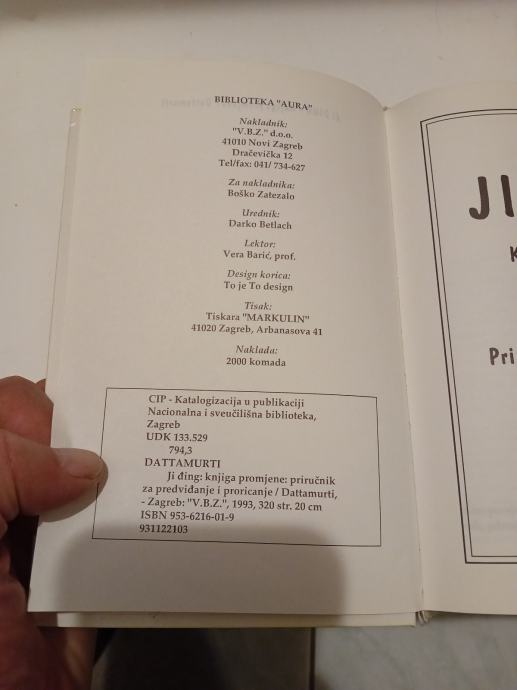 BIBLIOTEKA "AURA"
Nakladnik:
"V.B.Z." d.o.o.
41010 Novi Zagreb
Dračevička 12
Tel/fax: 041/ 734-627
Za nakladnika:
Boško Zatezalo
Urednik:
Darko Betlach
Lektor:
Vera Barić, prof.
Design korica:
To je To design
Tisak:
Tiskara "MARKULIN"
41020 Zagreb, Arbanasova 41
Naklada:
2000 komada
CIP - Katalogizacija u publikaciji
Nacionalna i sveučilišna biblioteka,
Zagreb
UDK 133.529
794,3
DATTAMURTI
Ji đing: knjiga promjene: priručnik
za predviđanje i proricanje / Dattamurti,
- Zagreb: "V.B.Z.", 1993, 320 str. 20 cm
ISBN 953-6216-01-9
931122103
JI
K
Pri